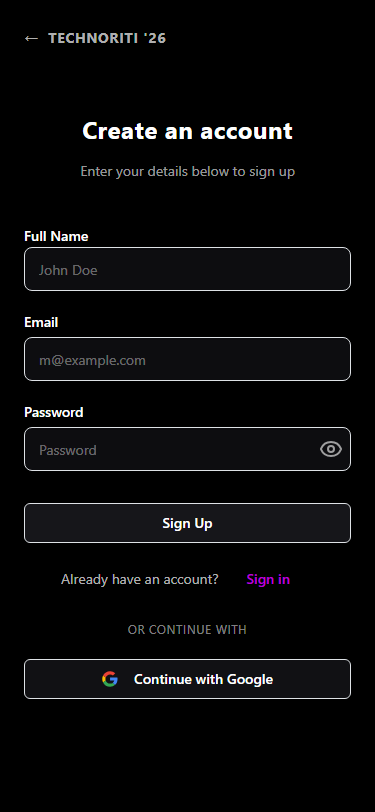 ← TECHNORITI '26
Create an account
Enter your details below to sign up
Full Name
John Doe
Email
m@example.com
Password
Password
Sign Up
Already have an account? Sign in
OR CONTINUE WITH
Continue with Google